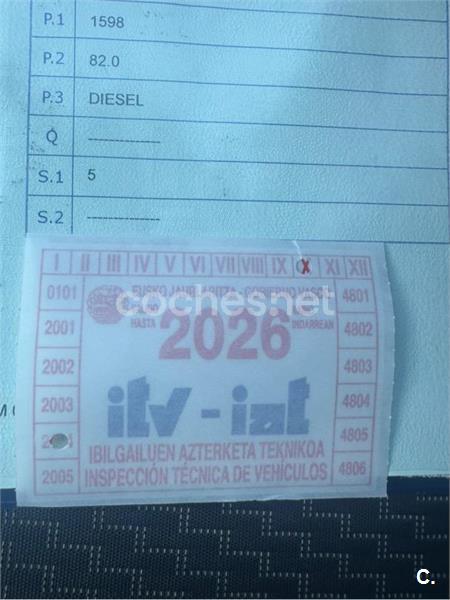 P.1 1598
P.2 82.0
P.3 DIESEL
Q ---------------
S.1 5
S.2 ---------------
I II III IV V VI VII VIII IX X XI XII
0101 EUSKO JAURLARITZA - GOBIERNO VASCO 4801
coches.net
HASTA 2026 INDARREAN
2001 4802
2002 4803
2003 itv - iat 4804
4805
IBILGAILUEN AZTERKETA TEKNIKOA
2005 INSPECCIÓN TÉCNICA DE VEHÍCULOS 4806
C.